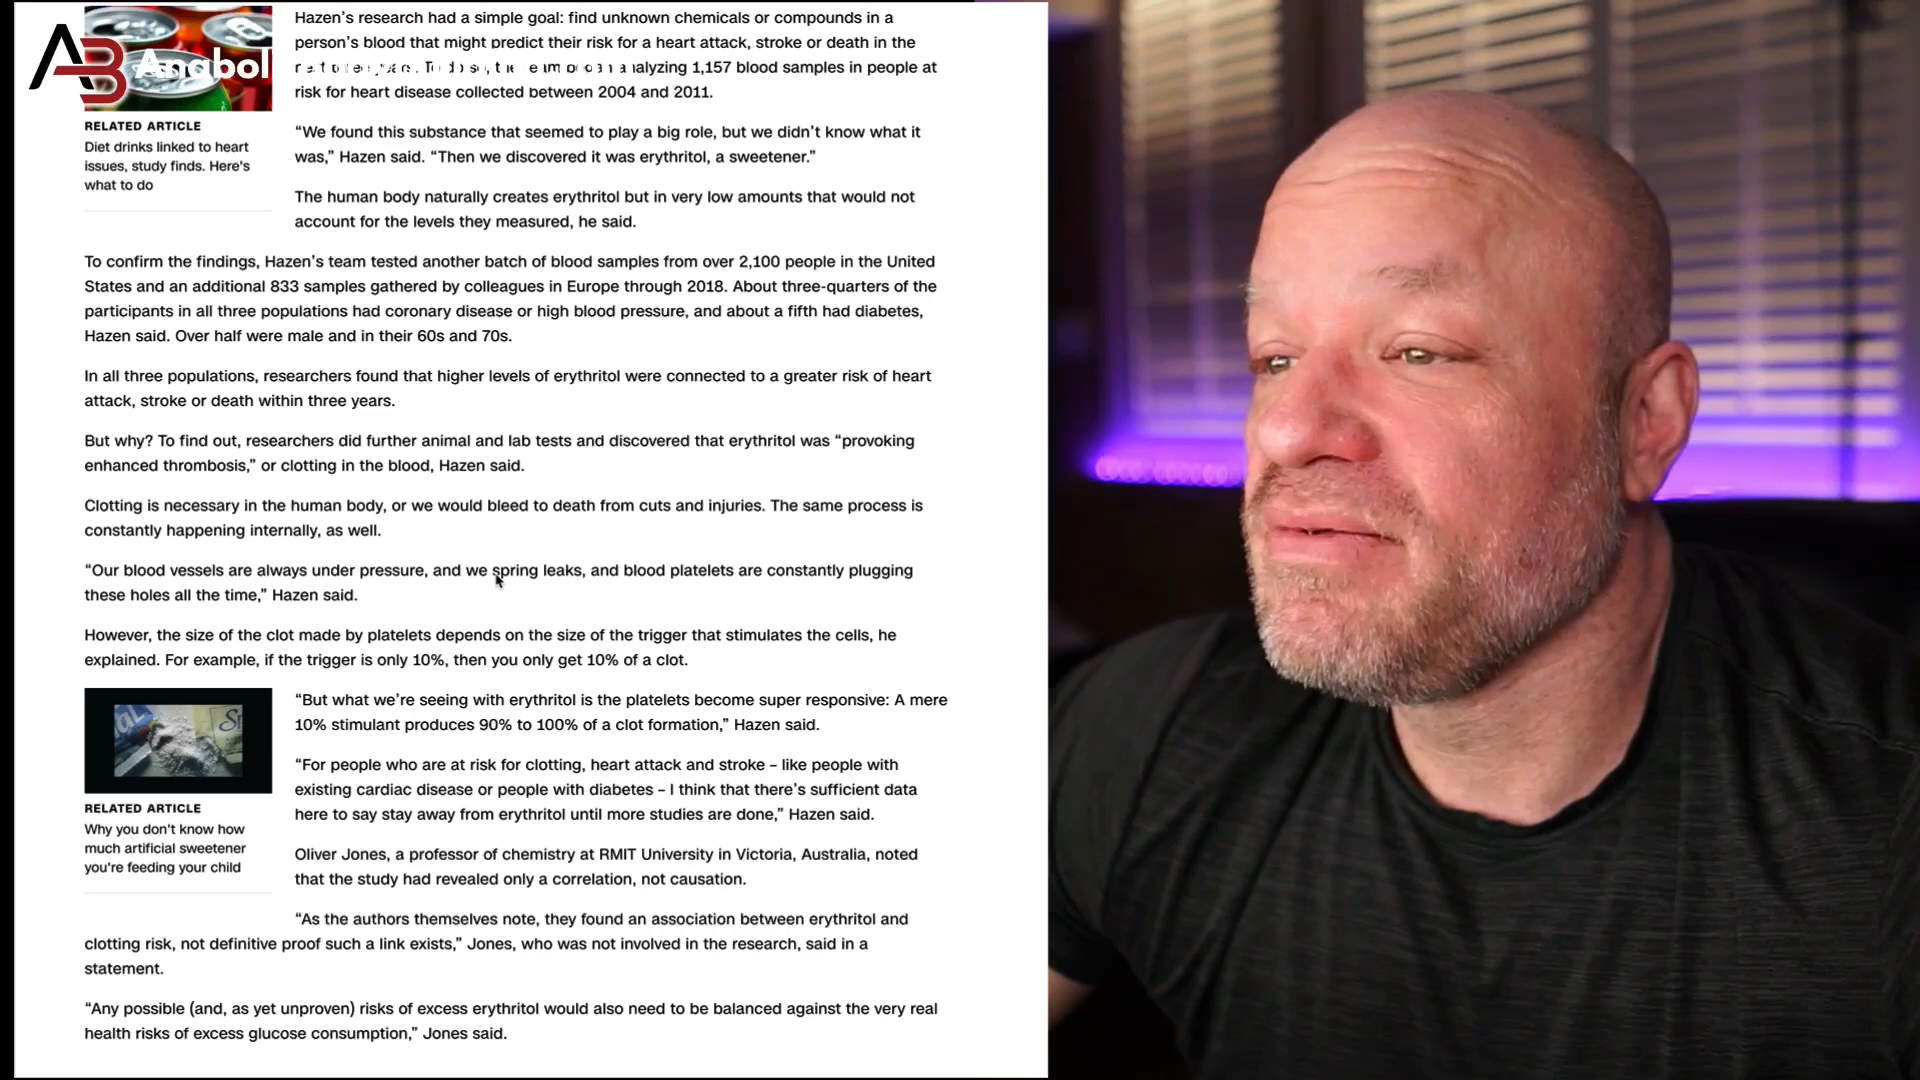 Hazen’s research had a simple goal: find unknown chemicals or compounds in a
person’s blood that might predict their risk for a heart attack, stroke or death in the
analyzing 1,157 blood samples in people at
risk for heart disease collected between 2004 and 2011.
AB Anabol
RELATED ARTICLE
Diet drinks linked to heart
issues, study finds. Here’s
what to do
“We found this substance that seemed to play a big role, but we didn’t know what it
was,” Hazen said. “Then we discovered it was erythritol, a sweetener.”
The human body naturally creates erythritol but in very low amounts that would not
account for the levels they measured, he said.
To confirm the findings, Hazen’s team tested another batch of blood samples from over 2,100 people in the United
States and an additional 833 samples gathered by colleagues in Europe through 2018. About three-quarters of the
participants in all three populations had coronary disease or high blood pressure, and about a fifth had diabetes,
Hazen said. Over half were male and in their 60s and 70s.
In all three populations, researchers found that higher levels of erythritol were connected to a greater risk of heart
attack, stroke or death within three years.
But why? To find out, researchers did further animal and lab tests and discovered that erythritol was “provoking
enhanced thrombosis,” or clotting in the blood, Hazen said.
Clotting is necessary in the human body, or we would bleed to death from cuts and injuries. The same process is
constantly happening internally, as well.
“Our blood vessels are always under pressure, and we spring leaks, and blood platelets are constantly plugging
these holes all the time,” Hazen said.
However, the size of the clot made by platelets depends on the size of the trigger that stimulates the cells, he
explained. For example, if the trigger is only 10%, then you only get 10% of a clot.
RELATED ARTICLE
Why you don’t know how
much artificial sweetener
you’re feeding your child
“But what we’re seeing with erythritol is the platelets become super responsive: A mere
10% stimulant produces 90% to 100% of a clot formation,” Hazen said.
“For people who are at risk for clotting, heart attack and stroke – like people with
existing cardiac disease or people with diabetes – I think that there’s sufficient data
here to say stay away from erythritol until more studies are done,” Hazen said.
Oliver Jones, a professor of chemistry at RMIT University in Victoria, Australia, noted
that the study had revealed only a correlation, not causation.
“As the authors themselves note, they found an association between erythritol and
clotting risk, not definitive proof such a link exists,” Jones, who was not involved in the research, said in a
statement.
“Any possible (and, as yet unproven) risks of excess erythritol would also need to be balanced against the very real
health risks of excess glucose consumption,” Jones said.